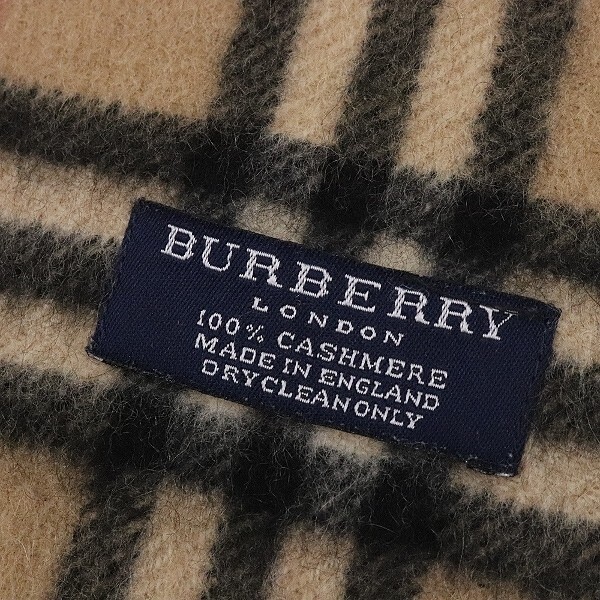 BURBERRY
LONDON
100% CASHMERE
MADE IN ENGLAND
DRYCLEAN ONLY